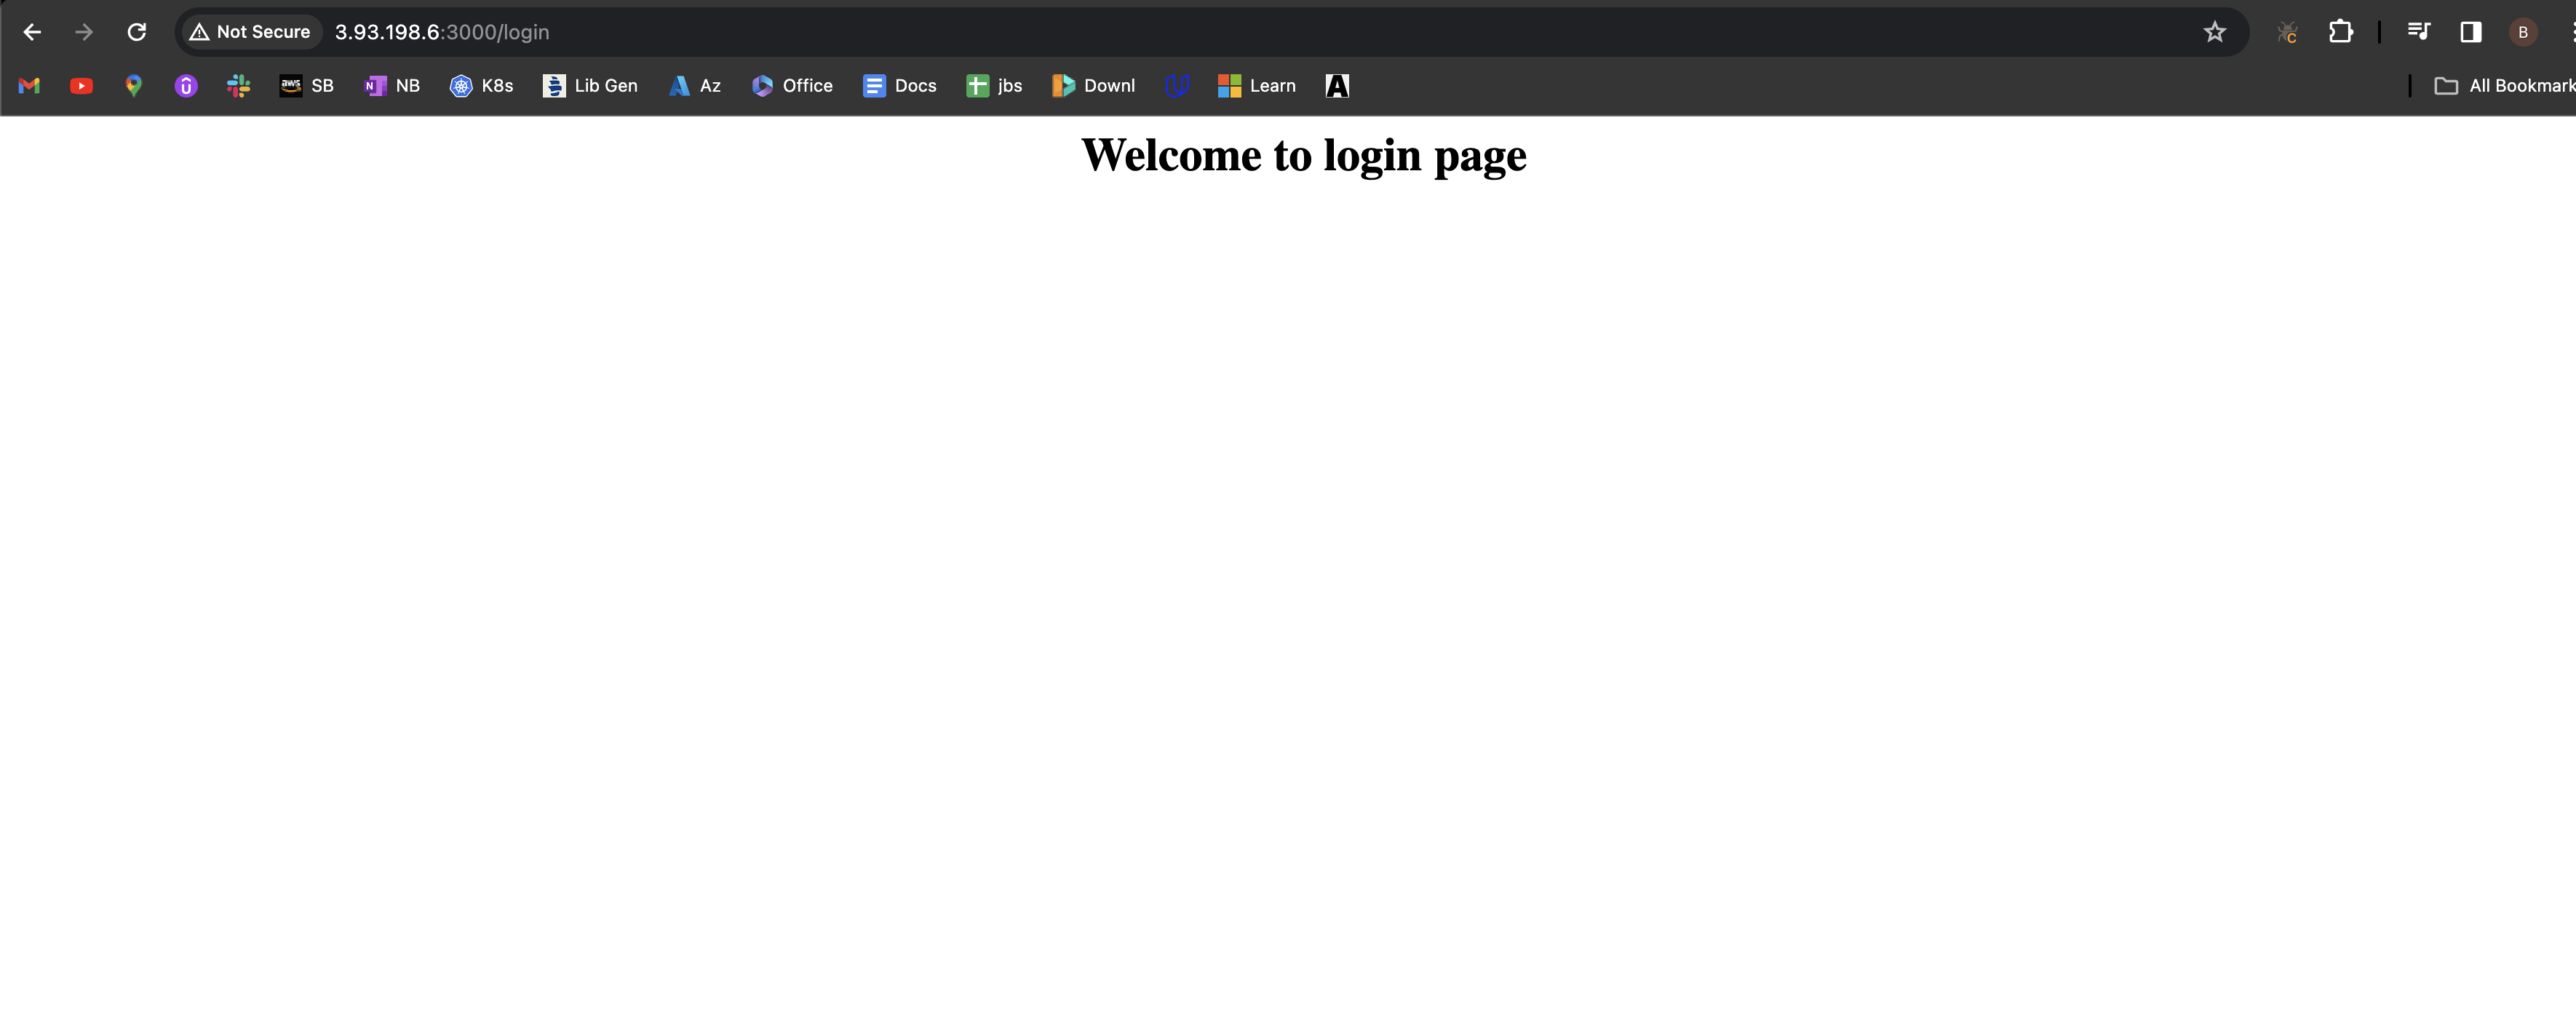 Not Secure 3.93.198.6:3000/login B
SB NB K8s Lib Gen Az Office Docs jbs Downl Learn A All Bookmark
Welcome to login page